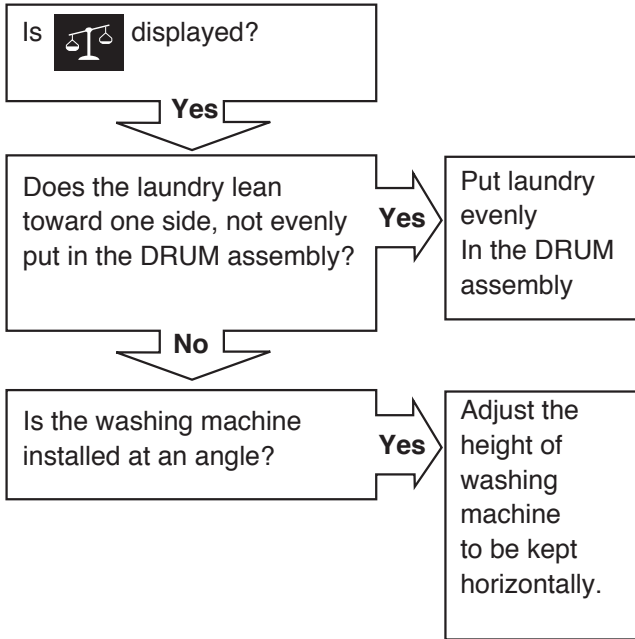 Is displayed?
Yes
Does the laundry lean
toward one side, not evenly
put in the DRUM assembly?
Yes
Put laundry
evenly
In the DRUM
assembly
No
Is the washing machine
installed at an angle?
Yes
Adjust the
height of
washing
machine
to be kept
horizontally.